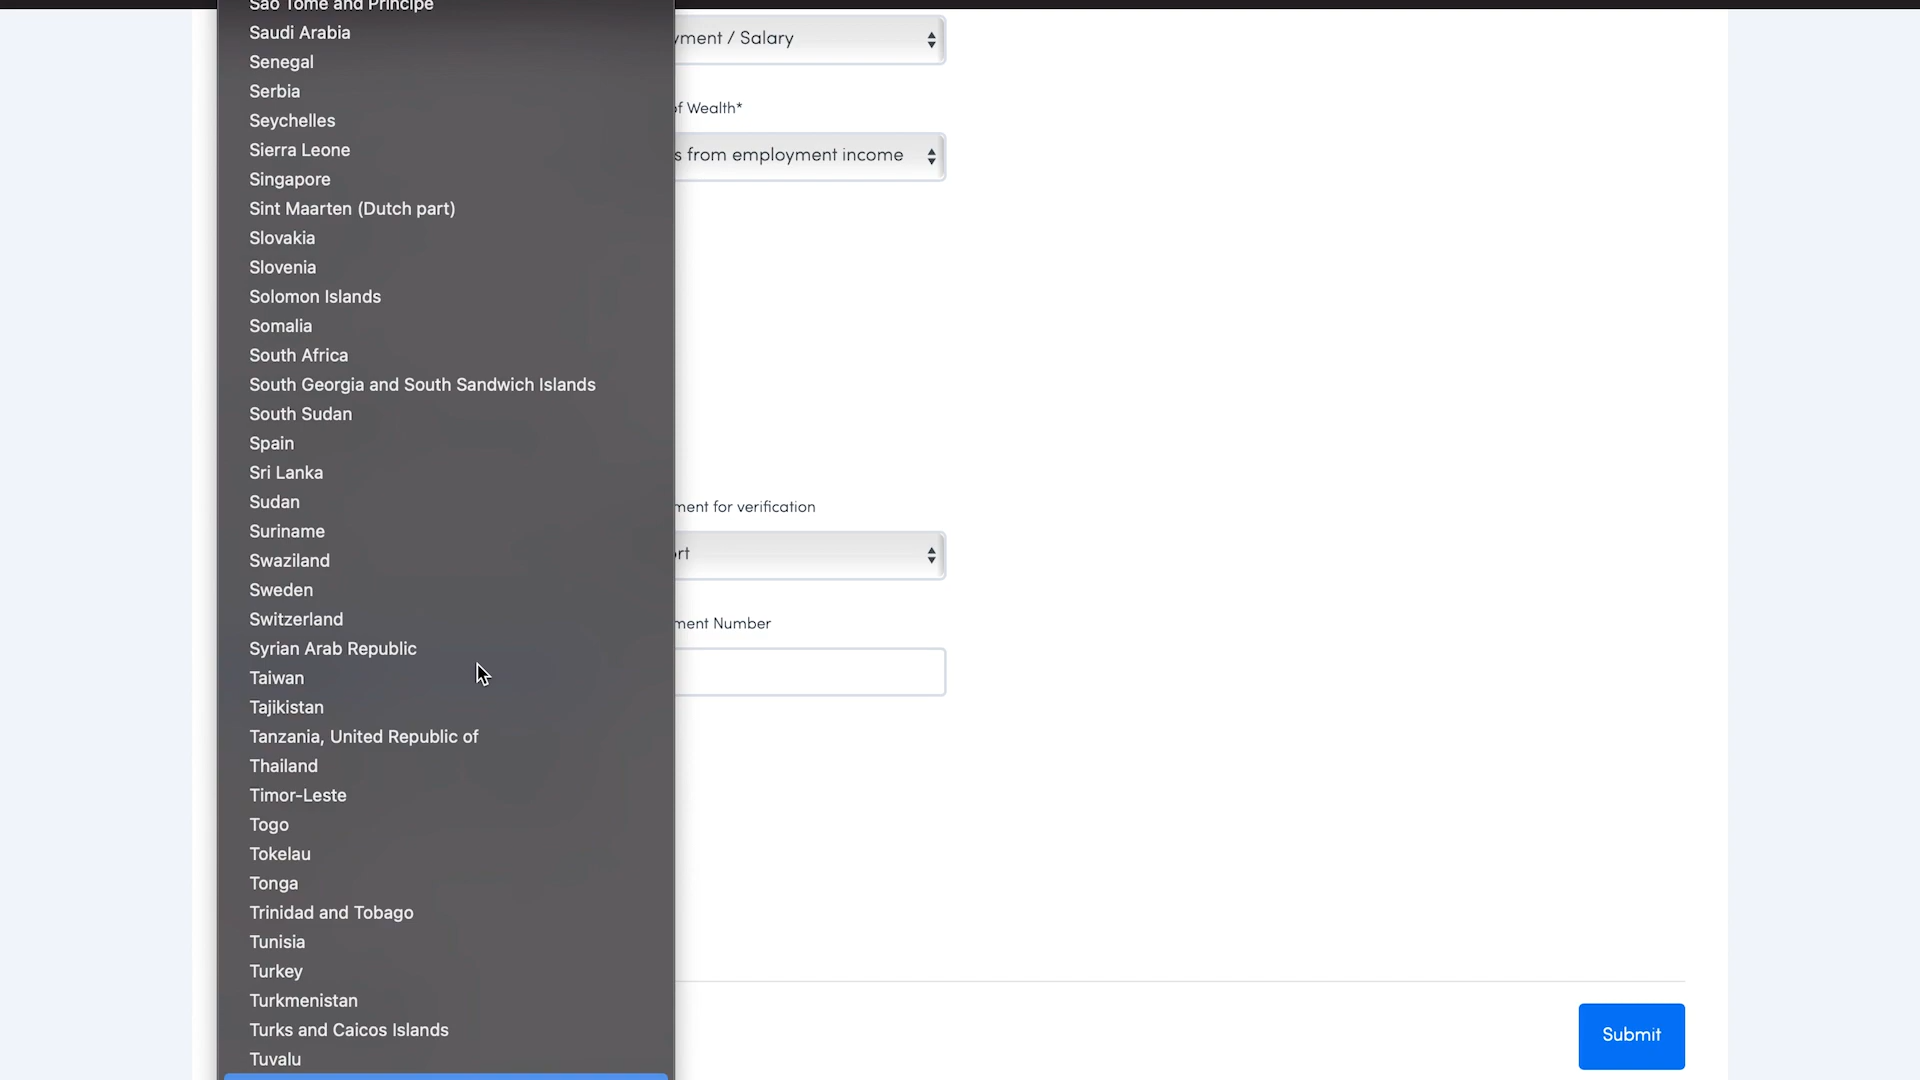 Sao Tome and Principe
Saudi Arabia
Senegal
Serbia
Seychelles
Sierra Leone
Singapore
Sint Maarten (Dutch part)
Slovakia
Slovenia
Solomon Islands
Somalia
South Africa
South Georgia and South Sandwich Islands
South Sudan
Spain
Sri Lanka
Sudan
Suriname
Swaziland
Sweden
Switzerland
Syrian Arab Republic
Taiwan
Tajikistan
Tanzania, United Republic of
Thailand
Timor-Leste
Togo
Tokelau
Tonga
Trinidad and Tobago
Tunisia
Turkey
Turkmenistan
Turks and Caicos Islands
Tuvalu
yment / Salary
of Wealth*
s from employment income
ment for verification
ort
ment Number
Submit